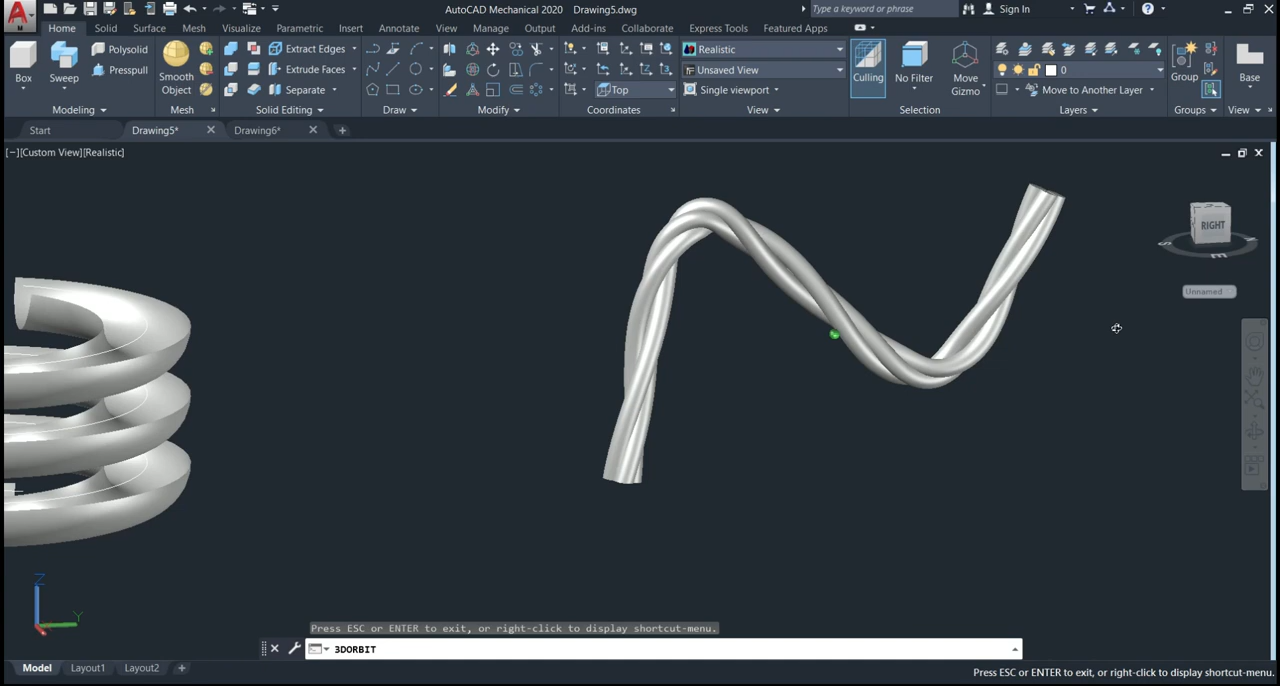 A AutoCAD Mechanical 2020 Drawing5.dwg Type a keyword or phrase Sign In
Home Solid Surface Mesh Visualize Parametric Insert Annotate View Manage Output Add-ins Collaborate Express Tools Featured Apps
Box Sweep Polysolid Presspull
Smooth Object
Extract Edges
Extrude Faces
Separate
Top
Realistic
Unsaved View
Single viewport
Culling No Filter Move Gizmo
0
Move to Another Layer
Group Base
Modeling Mesh Solid Editing Draw Modify Coordinates View Selection Layers Groups View
Start Drawing5* Drawing6*
[−][Custom View][Realistic]
RIGHT
S E
Unnamed
Z
Y
Press ESC or ENTER to exit, or right-click to display shortcut-menu.
3DORBIT
Model Layout1 Layout2
Press ESC or ENTER to exit, or right-click to display shortcut-menu.